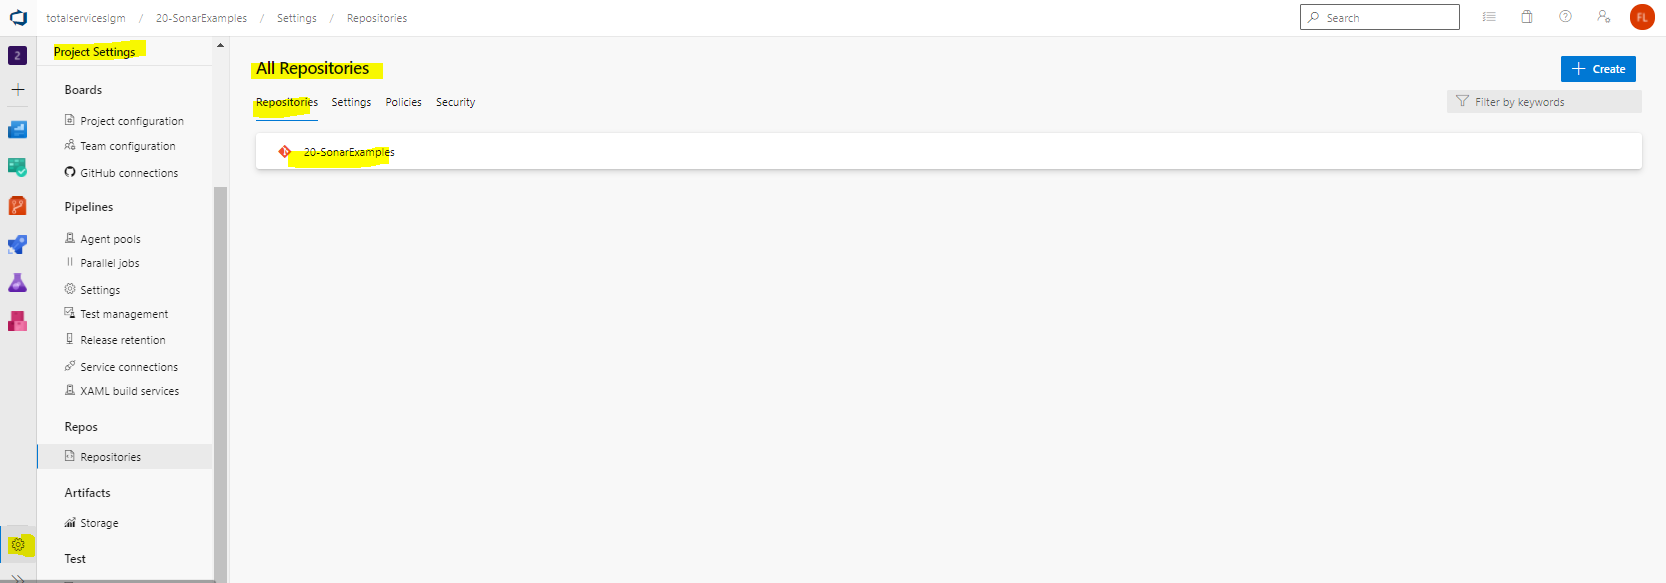 totalserviceslgm / 20-SonarExamples / Settings / Repositories
Search
FL
2
Project Settings
Boards
Project configuration
Team configuration
GitHub connections
Pipelines
Agent pools
Parallel jobs
Settings
Test management
Release retention
Service connections
XAML build services
Repos
Repositories
Artifacts
Storage
Test
All Repositories
Create
Repositories Settings Policies Security
Filter by keywords
20-SonarExamples